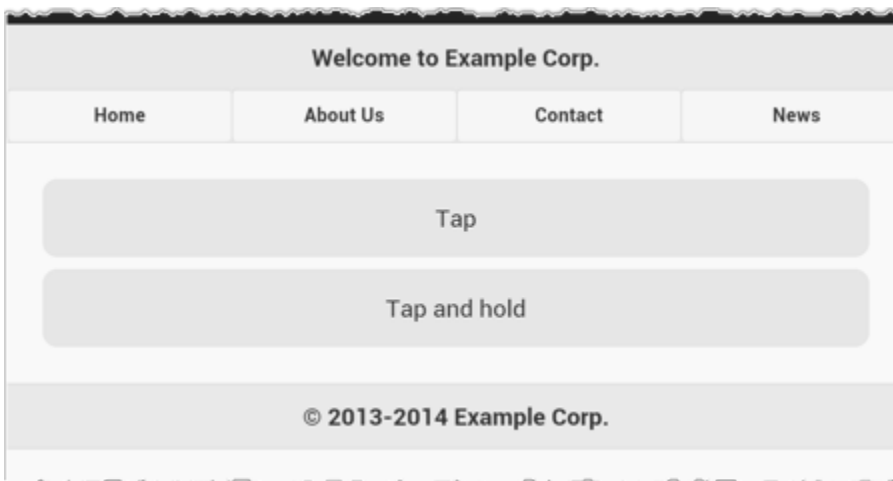 Welcome to Example Corp.
Home About Us Contact News
Tap
Tap and hold
© 2013-2014 Example Corp.